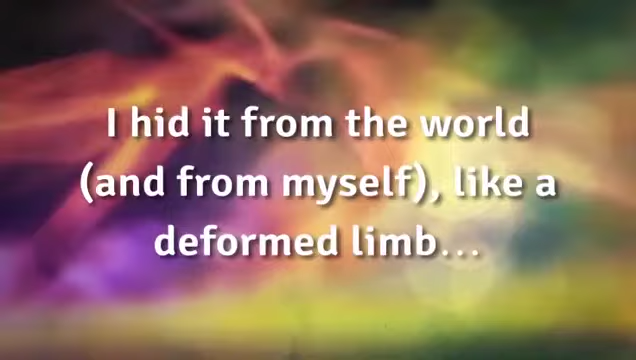 I hid it from the world
(and from myself), like a
deformed limb…